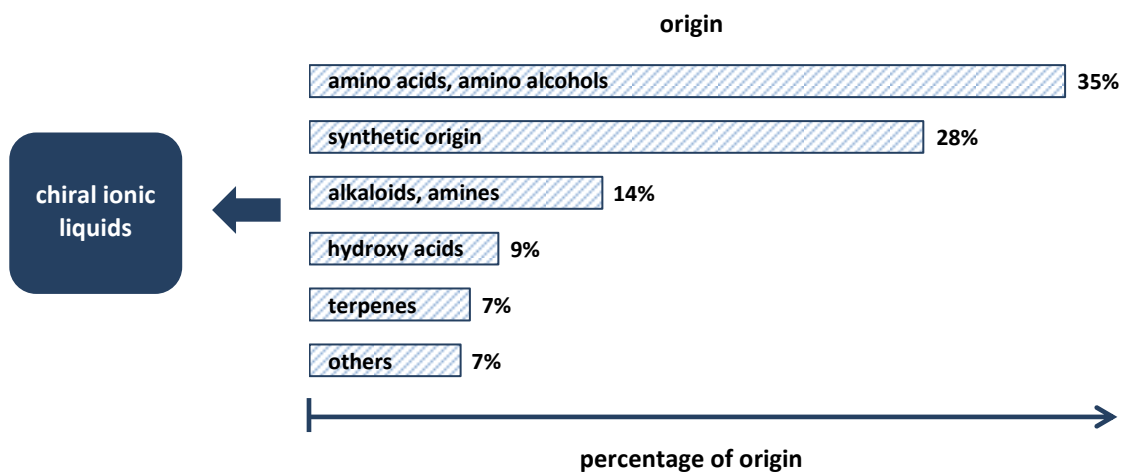 origin
amino acids, amino alcohols 35%
synthetic origin 28%
alkaloids, amines 14%
hydroxy acids 9%
terpenes 7%
others 7%
chiral ionic
liquids
percentage of origin